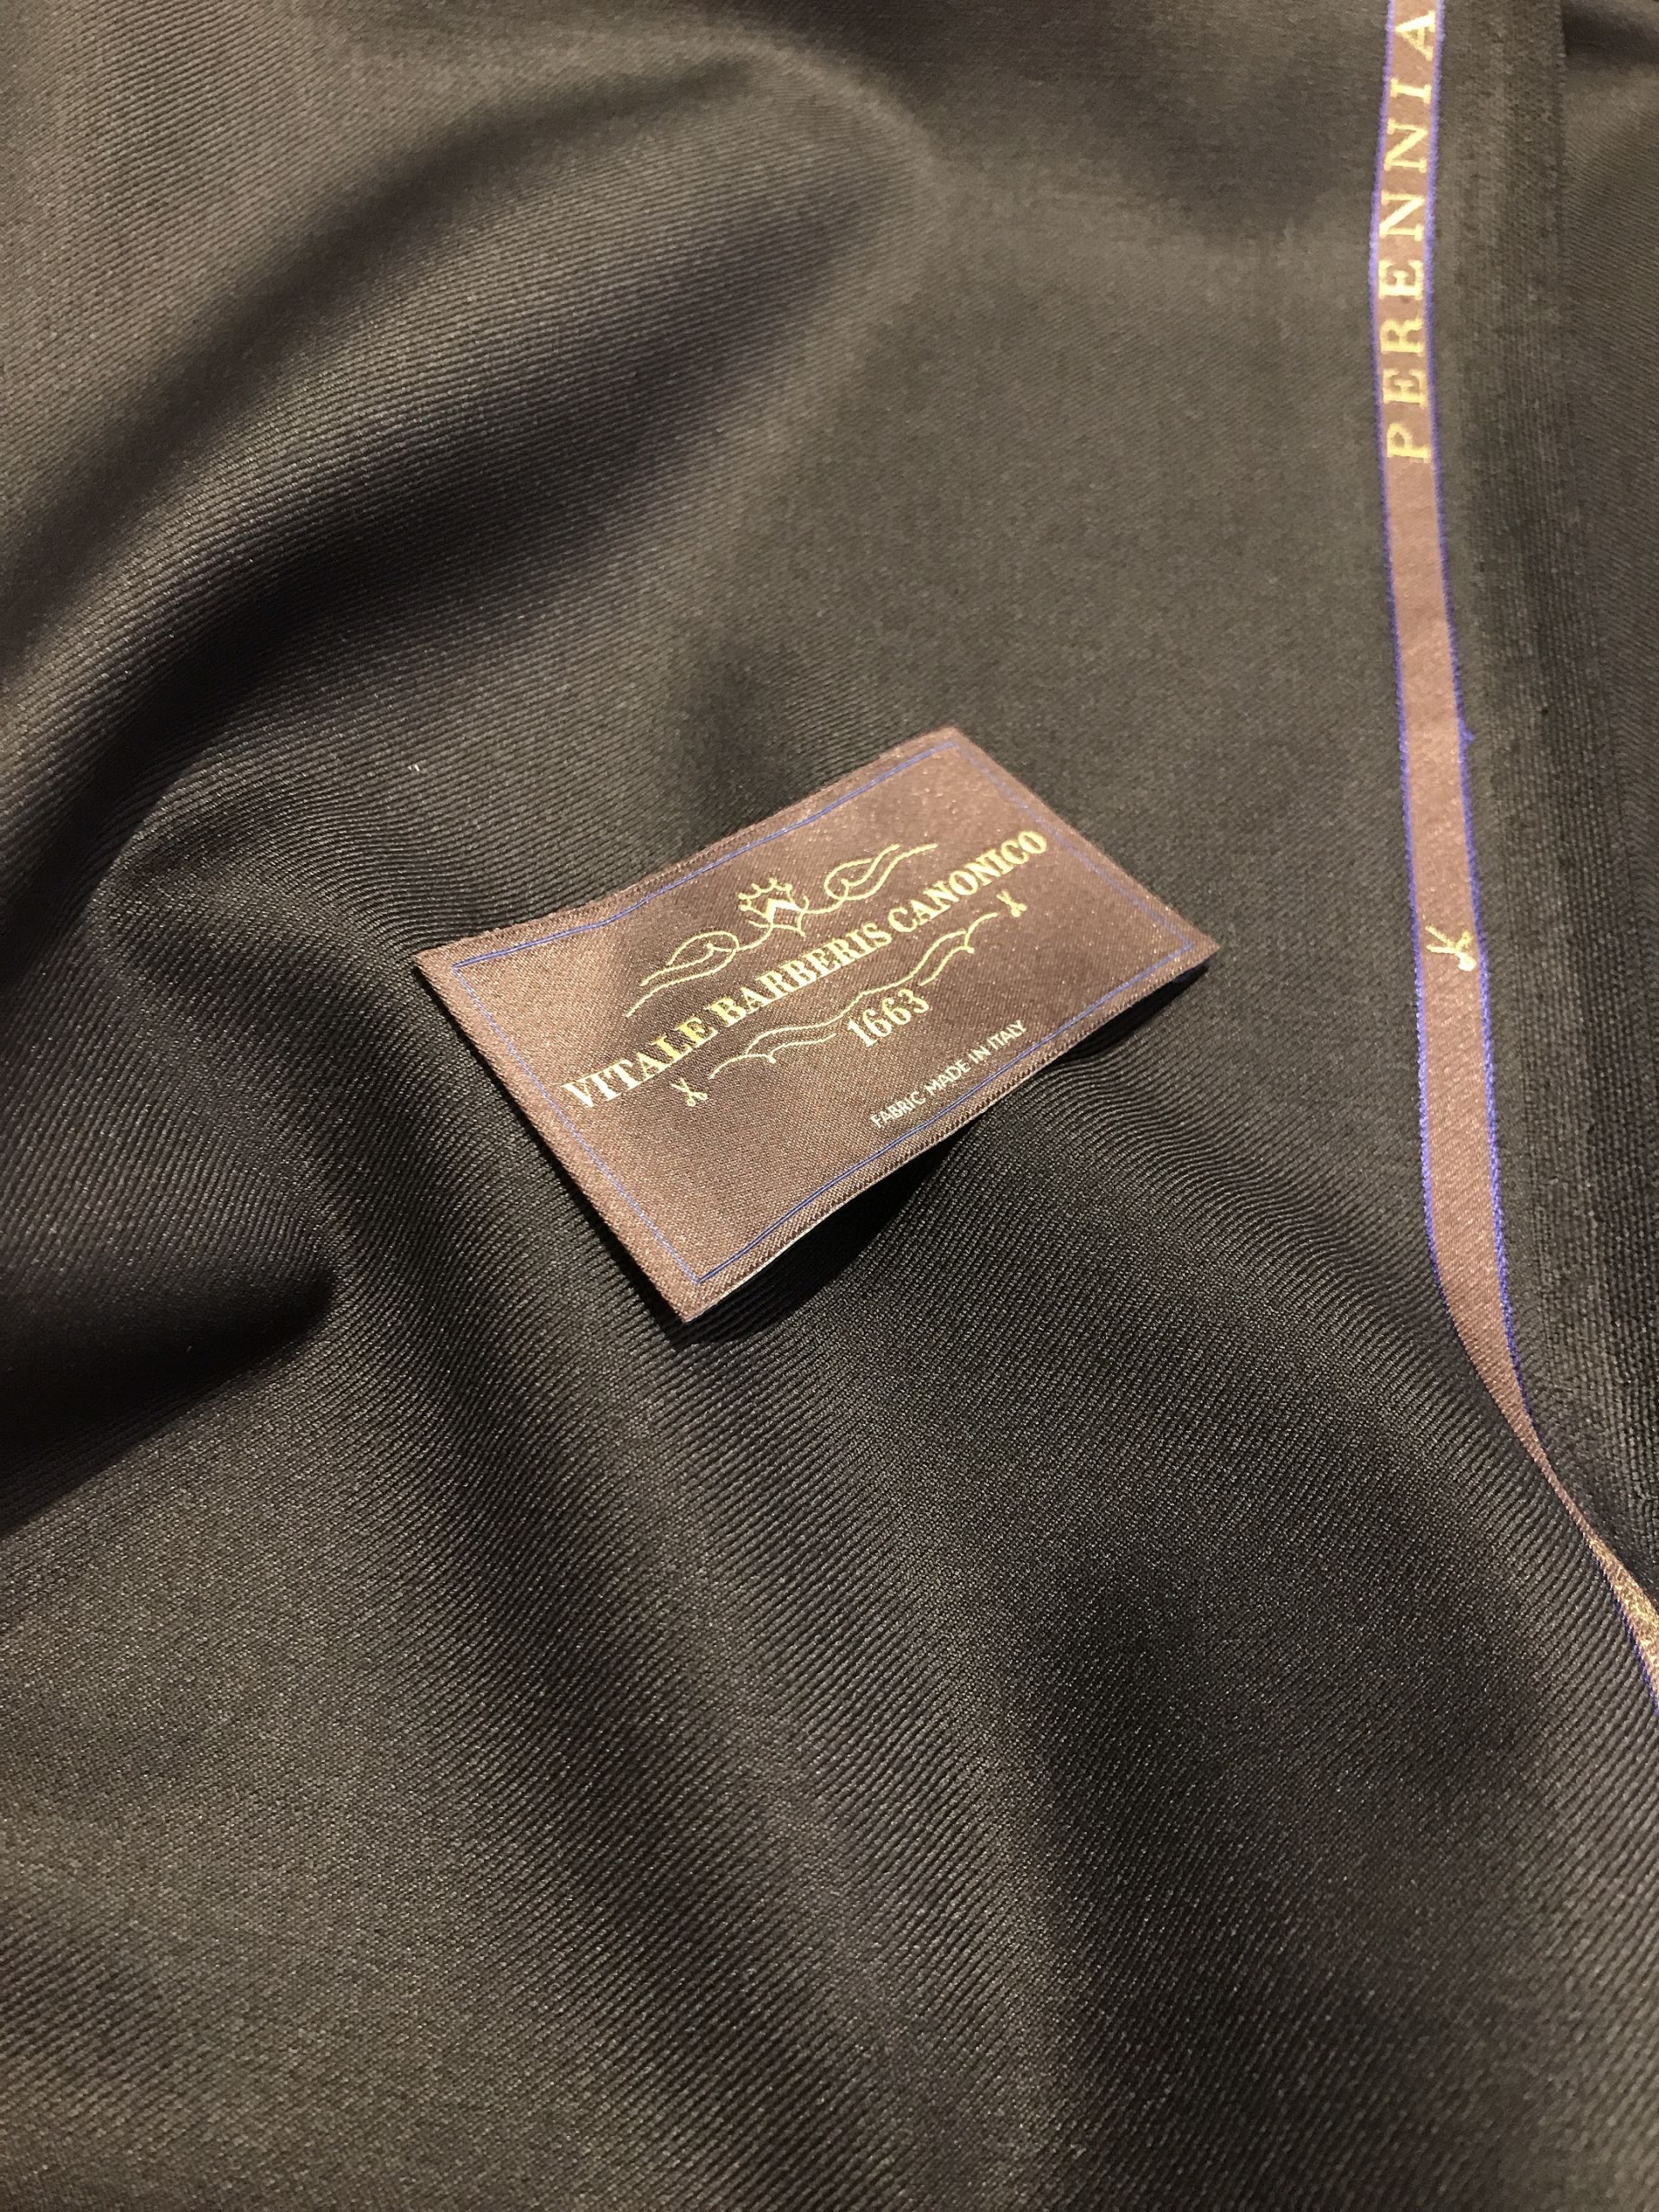 PERENNIA
VITALE BARBERIS CANONICO
1663
FABRIC MADE IN ITALY